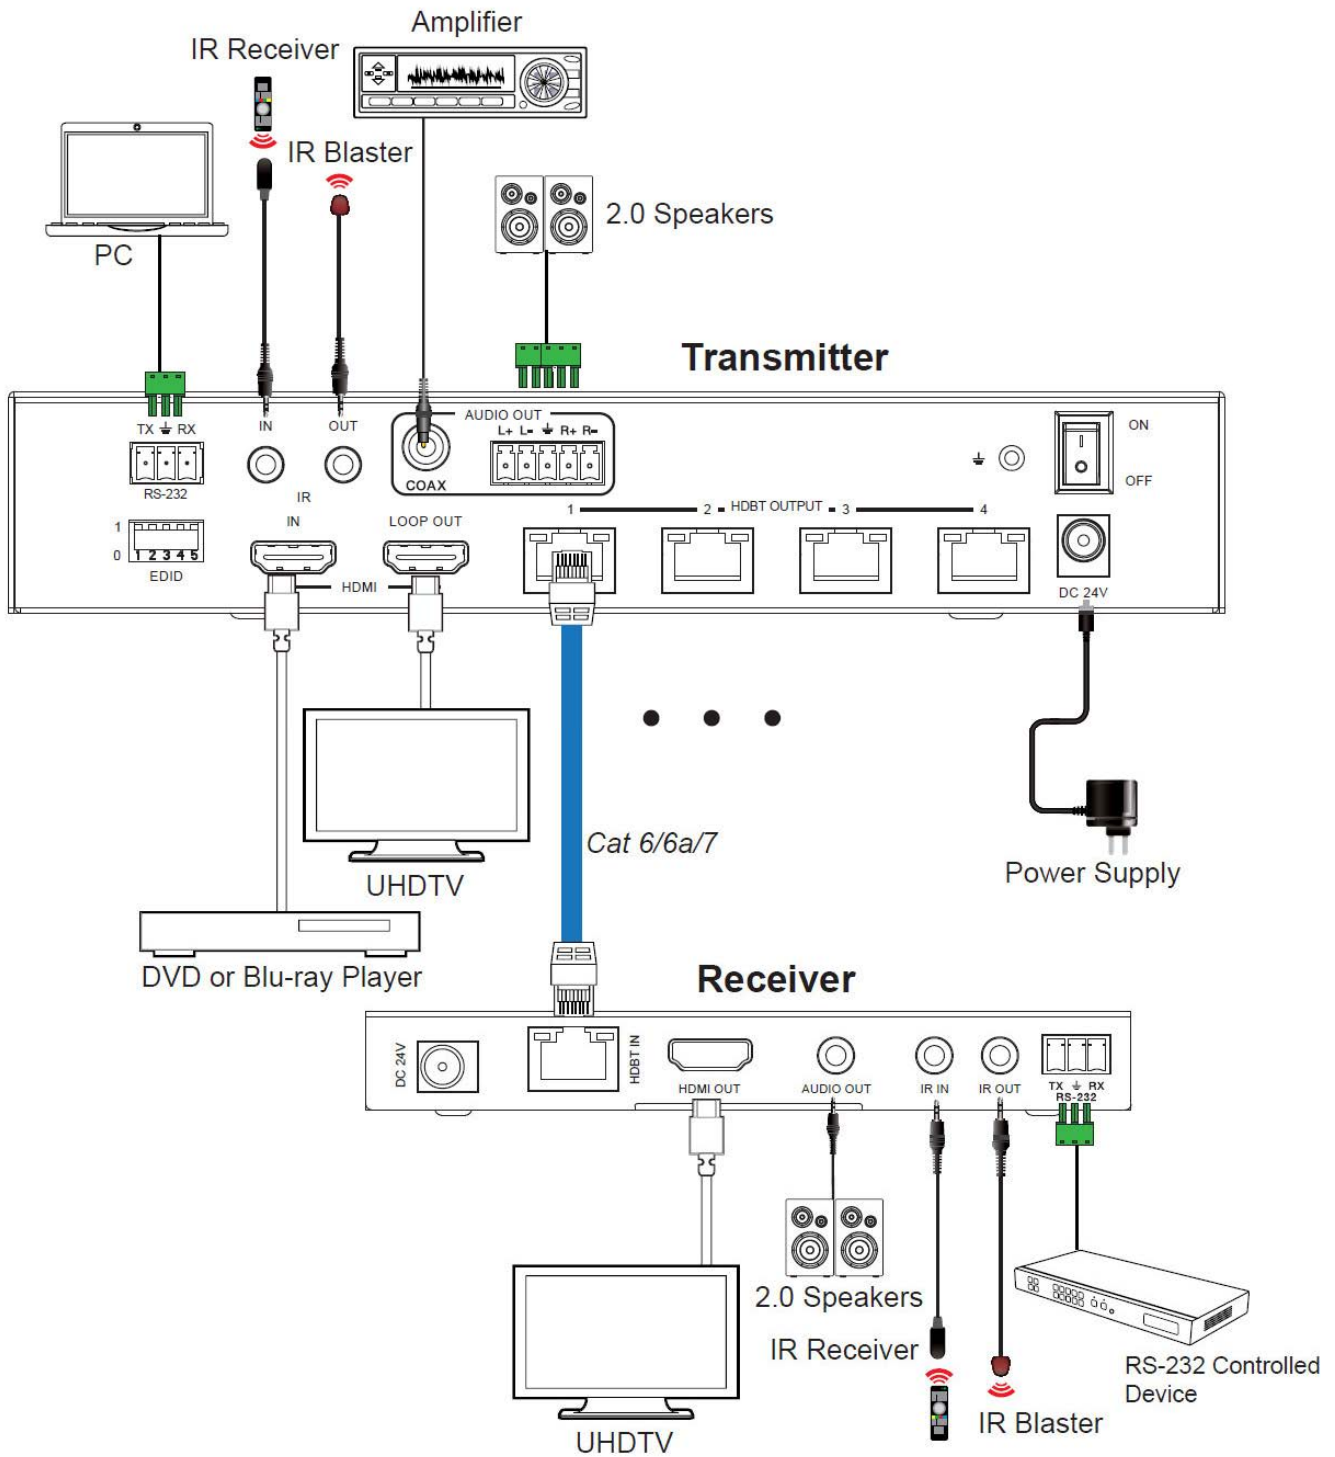 Amplifier
IR Receiver
IR Blaster
2.0 Speakers
PC
Transmitter
TX RX
IN
OUT
AUDIO OUT
L+ L- R+ R-
ON
OFF
RS-232
IR
COAX
1 2 HDBT OUTPUT 3 4
IN
LOOP OUT
1
0
1 2 3 4 5
EDID
HDMI
DC 24V
Cat 6/6a/7
Power Supply
UHDTV
DVD or Blu-ray Player
Receiver
DC 24V
HDBT IN
HDMI OUT
AUDIO OUT
IR IN
IR OUT
TX RX
RS-232
2.0 Speakers
IR Receiver
RS-232 Controlled
Device
IR Blaster
UHDTV